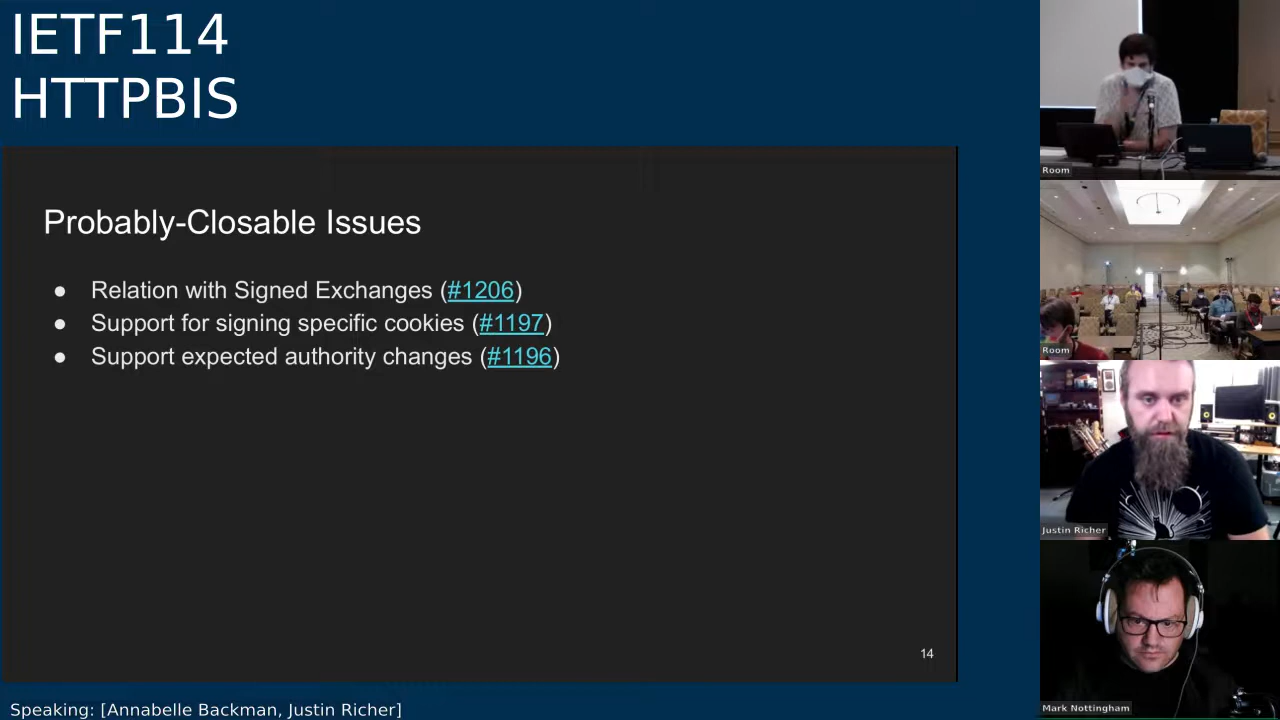 IETF114
HTTPBIS
Probably-Closable Issues
● Relation with Signed Exchanges (#1206)
● Support for signing specific cookies (#1197)
● Support expected authority changes (#1196)
14
Speaking: [Annabelle Backman, Justin Richer]
Room
Room
Justin Richer
Mark Nottingham